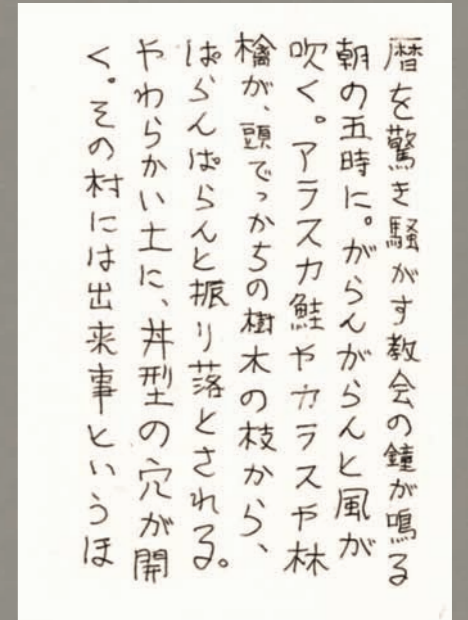 暦を驚き騒がす教会の鐘が鳴る
朝の五時に。がらんがらんと風が
吹く。アラスカ鮭やカラスや林
檎が、頭でっかちの樹木の枝から、
ぱらんぱらんと振り落とされる。
やわらかい土に、丼型の穴が開
く。その村には出来事というほ